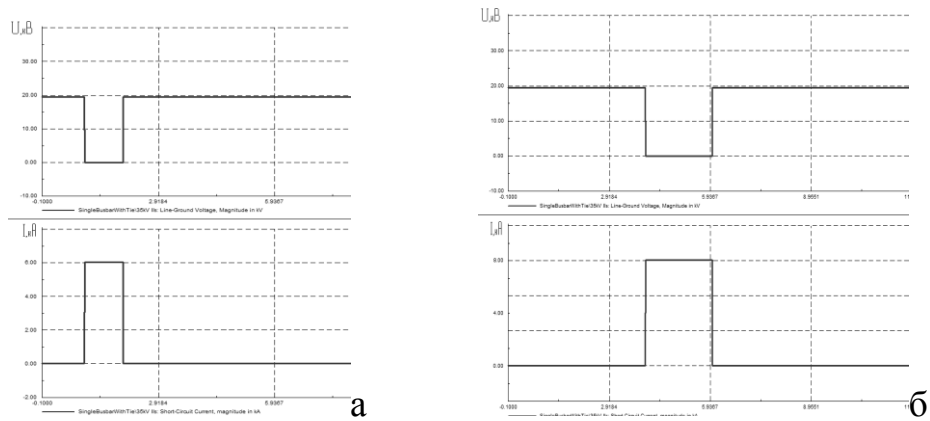 U,кВ
30.00
20.00
10.00
0.00
-10.00
-0.1000 2.9184 5.9367
SingleBusbarWithTie\35kV IIs: Line-Ground Voltage, Magnitude in kV
I,кА
6.00
4.00
2.00
0.00
-2.00
-0.1000 2.9184 5.9367
SingleBusbarWithTie\35kV IIs: Short-Circuit Current, magnitude in kA
а
U,кВ
40.00
30.00
20.00
10.00
0.00
-10.00
-0.1000 2.9184 5.9367 8.9551 11
SingleBusbarWithTie\35kV IIs: Line-Ground Voltage, Magnitude in kV
I,кА
0.00
-0.1000 2.9184 5.9367 8.9551 11
б